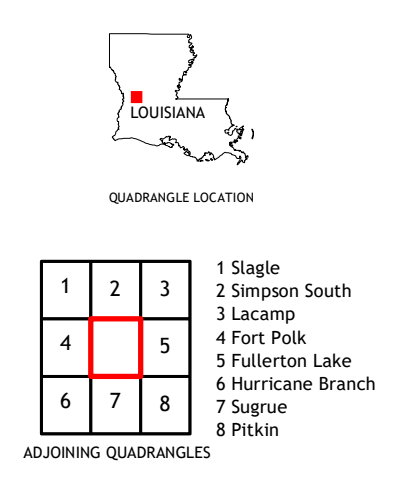 LOUISIANA
QUADRANGLE LOCATION
1 2 3
4 5
6 7 8
ADJOINING QUADRANGLES
1 Slagle
2 Simpson South
3 Lacamp
4 Fort Polk
5 Fullerton Lake
6 Hurricane Branch
7 Sugrue
8 Pitkin